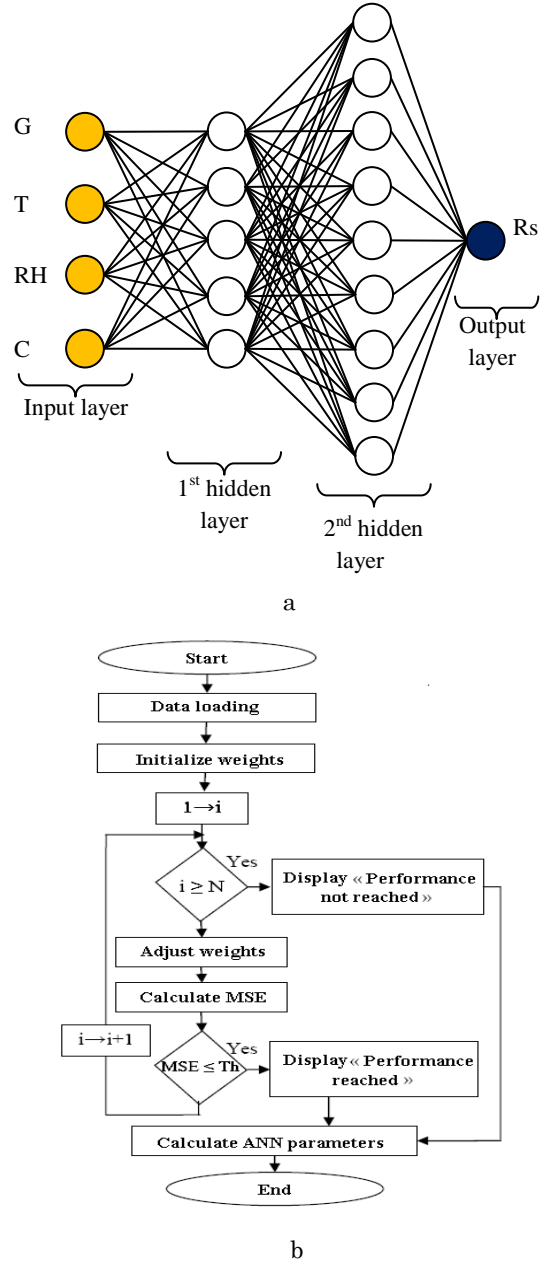 G
T
RH
C
Rs
Input layer
Output
layer
1st hidden
layer
2nd hidden
layer
a
Start
Data loading
Initialize weights
1→i
i ≥ N
Yes
Display « Performance
not reached »
Adjust weights
Calculate MSE
i→i+1
MSE ≤ Th
Yes
Display « Performance
reached »
Calculate ANN parameters
End
b